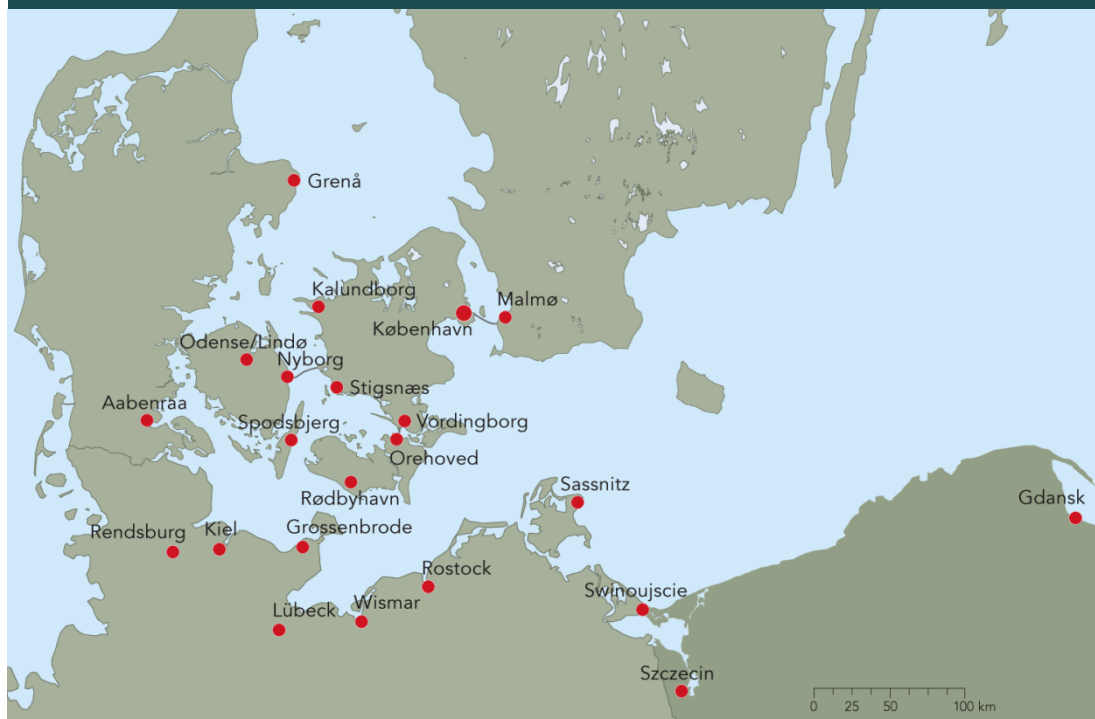 Grenå
Kalundborg
Malmø
København
Odense/Lindø
Nyborg
Stigsnæs
Aabenraa
Spodsbjerg
Vordingborg
Orehoved
Rødbyhavn
Sassnitz
Gdansk
Rendsburg
Kiel
Grossenbrode
Rostock
Swinoujscie
Lübeck
Wismar
Szczecin
0 25 50 100 km